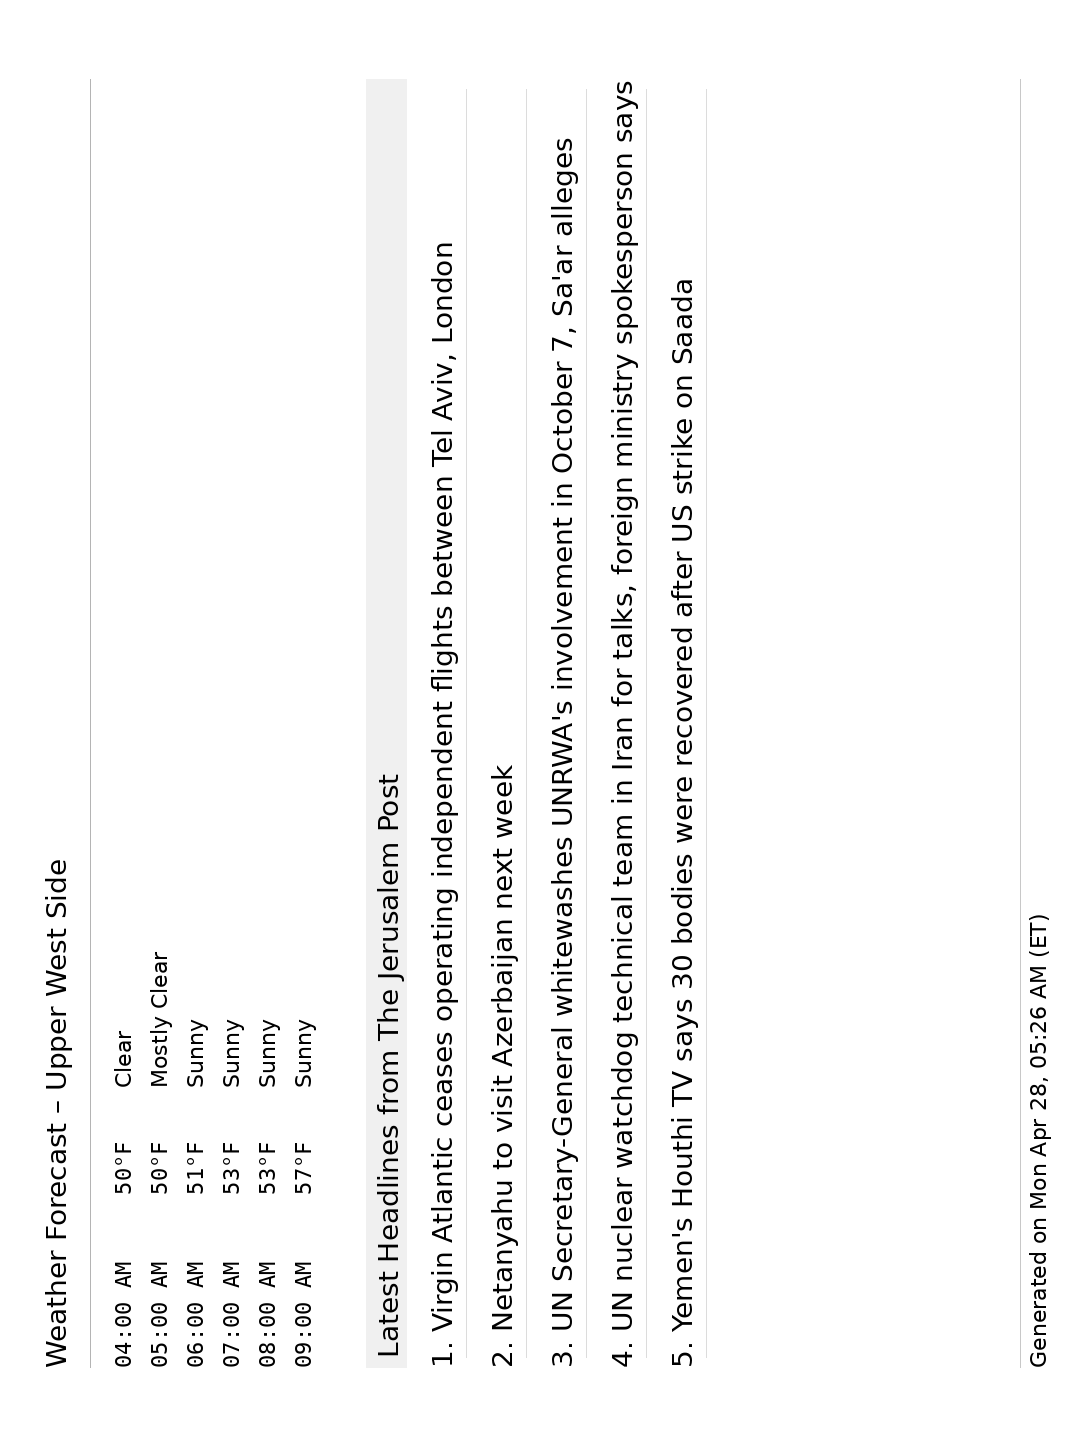 Weather Forecast – Upper West Side
04:00 AM 50°F Clear
05:00 AM 50°F Mostly Clear
06:00 AM 51°F Sunny
07:00 AM 53°F Sunny
08:00 AM 53°F Sunny
09:00 AM 57°F Sunny
Latest Headlines from The Jerusalem Post
1. Virgin Atlantic ceases operating independent flights between Tel Aviv, London
2. Netanyahu to visit Azerbaijan next week
3. UN Secretary-General whitewashes UNRWA's involvement in October 7, Sa'ar alleges
4. UN nuclear watchdog technical team in Iran for talks, foreign ministry spokesperson says
5. Yemen's Houthi TV says 30 bodies were recovered after US strike on Saada
Generated on Mon Apr 28, 05:26 AM (ET)